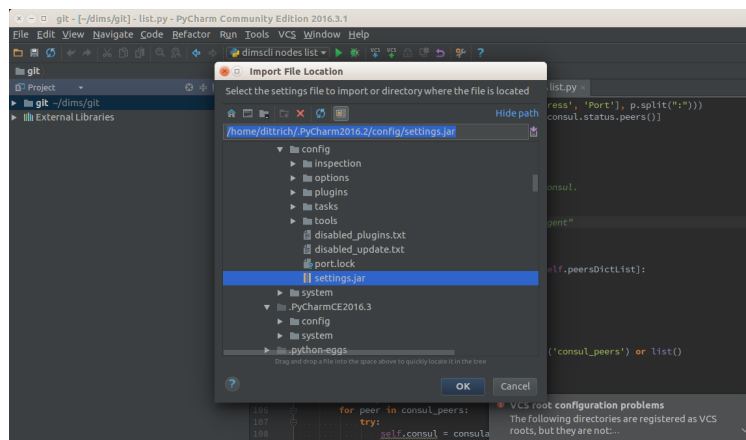 git - [~/dims/git] - list.py - PyCharm Community Edition 2016.3.1
File Edit View Navigate Code Refactor Run Tools VCS Window Help
dimscli nodes list
git
Project
git ~/dims/git
External Libraries
Import File Location
Select the settings file to import or directory where the file is located
Hide path
/home/dittrich/.PyCharm2016.2/config/settings.jar
config
inspection
options
plugins
tasks
tools
disabled_plugins.txt
disabled_update.txt
port.lock
settings.jar
system
.PyCharmCE2016.3
config
system
.python-eggs
Drag and drop a file into the space above to quickly locate it in the tree
?
OK
Cancel
list.py
ress', 'Port'], p.split(":")))
consul.status.peers()]
onsul.
gent"
elf.peersDictList]:
('consul_peers') or list()
106 for peer in consul_peers:
107 try:
108 self.consul = consula
VCS root configuration problems
The following directories are registered as VCS
roots, but they are not:...